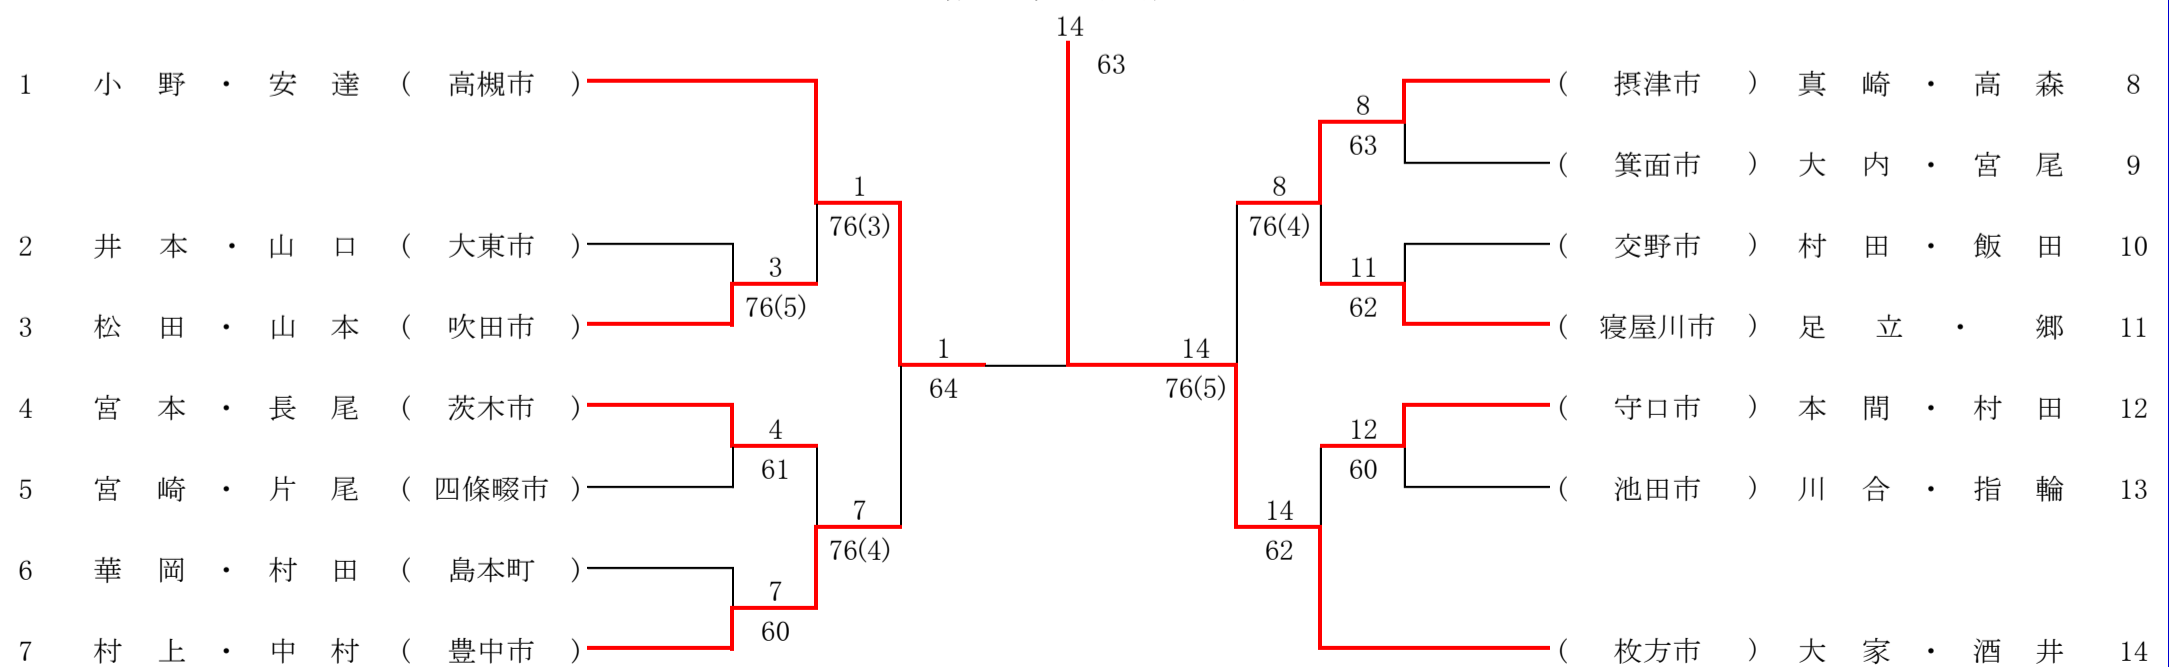 14
63
1 小野・安達(高槻市)
(摂津市)真崎・高森 8
8
63
(箕面市)大内・宮尾 9
1
76(3)
8
76(4)
2 井本・山口(大東市)
(交野市)村田・飯田 10
3
76(5)
11
62
3 松田・山本(吹田市)
(寝屋川市)足立・郷 11
1
64
14
76(5)
4 宮本・長尾(茨木市)
(守口市)本間・村田 12
4
61
12
60
5 宮崎・片尾(四條畷市)
(池田市)川合・指輪 13
7
76(4)
14
62
6 華岡・村田(島本町)
7
60
7 村上・中村(豊中市)
(枚方市)大家・酒井 14